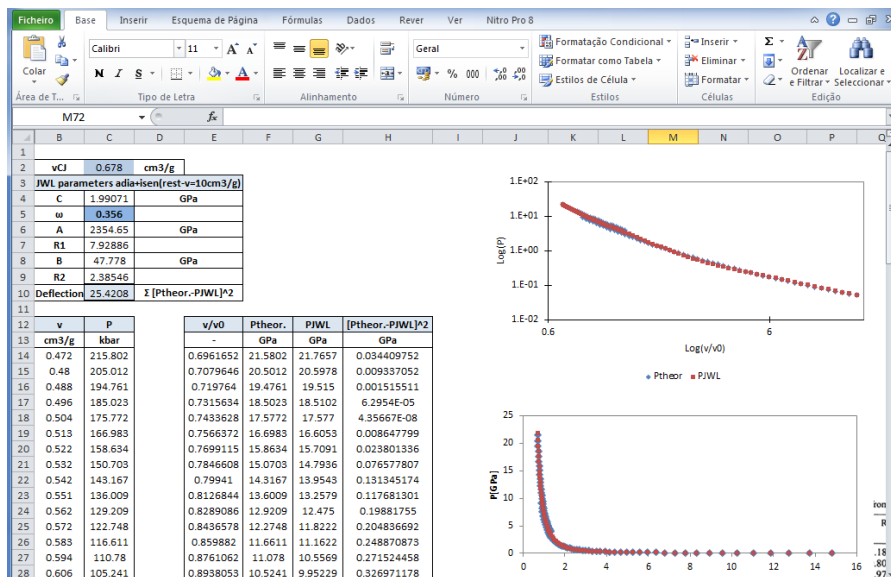 Ficheiro Base Inserir Esquema de Página Fórmulas Dados Rever Ver Nitro Pro 8
Colar
Calibri 11 A A Geral
N I S A % 000
Formatação Condicional
Formatar como Tabela
Estilos de Célula
Inserir
Eliminar
Formatar
Σ
Ordenar e Filtrar
Localizar e Selecionar
Área de T... Tipo de Letra Alinhamento Número Estilos Células Edição
M72 fx
B C D E F G H I J K L M N O P Q
1
2 vCJ 0.678 cm3/g
3 JWL parameters adia+isen(rest-v=10cm3/g)
4 C 1.99071 GPa
5 ω 0.356
6 A 2354.65 GPa
7 R1 7.92886
8 B 47.778 GPa
9 R2 2.38546
10 Deflection 25.4208 Σ [Ptheor.-PJWL]^2
11
12 v P v/v0 Ptheor. PJWL [Ptheor.-PJWL]^2
13 cm3/g kbar - GPa GPa GPa
14 0.472 215.802 0.6961652 21.5802 21.7657 0.034409752
15 0.48 205.012 0.7079646 20.5012 20.5978 0.009337052
16 0.488 194.761 0.719764 19.4761 19.515 0.001515511
17 0.496 185.023 0.7315634 18.5023 18.5102 6.2954E-05
18 0.504 175.772 0.7433628 17.5772 17.577 4.35667E-08
19 0.513 166.983 0.7566372 16.6983 16.6053 0.008647799
20 0.522 158.634 0.7699115 15.8634 15.7091 0.023801336
21 0.532 150.703 0.7846608 15.0703 14.7936 0.076577807
22 0.542 143.167 0.79941 14.3167 13.9543 0.131345174
23 0.551 136.009 0.8126844 13.6009 13.2579 0.117681301
24 0.562 129.209 0.8289086 12.9209 12.475 0.19881755
25 0.572 122.748 0.8436578 12.2748 11.8222 0.204836692
26 0.583 116.611 0.859882 11.6611 11.1622 0.248870873
27 0.594 110.78 0.8761062 11.078 10.5569 0.271524458
28 0.606 105.241 0.8938053 10.5241 9.95229 0.326971178
1.E+02
1.E+01
1.E+00
1.E-01
1.E-02
Log(P)
0.6 6
Log(v/v0)
Ptheor PJWL
25
20
15
10
5
0
P[GPa]
0 2 4 6 8 10 12 14 16
R
.18
.80
.97